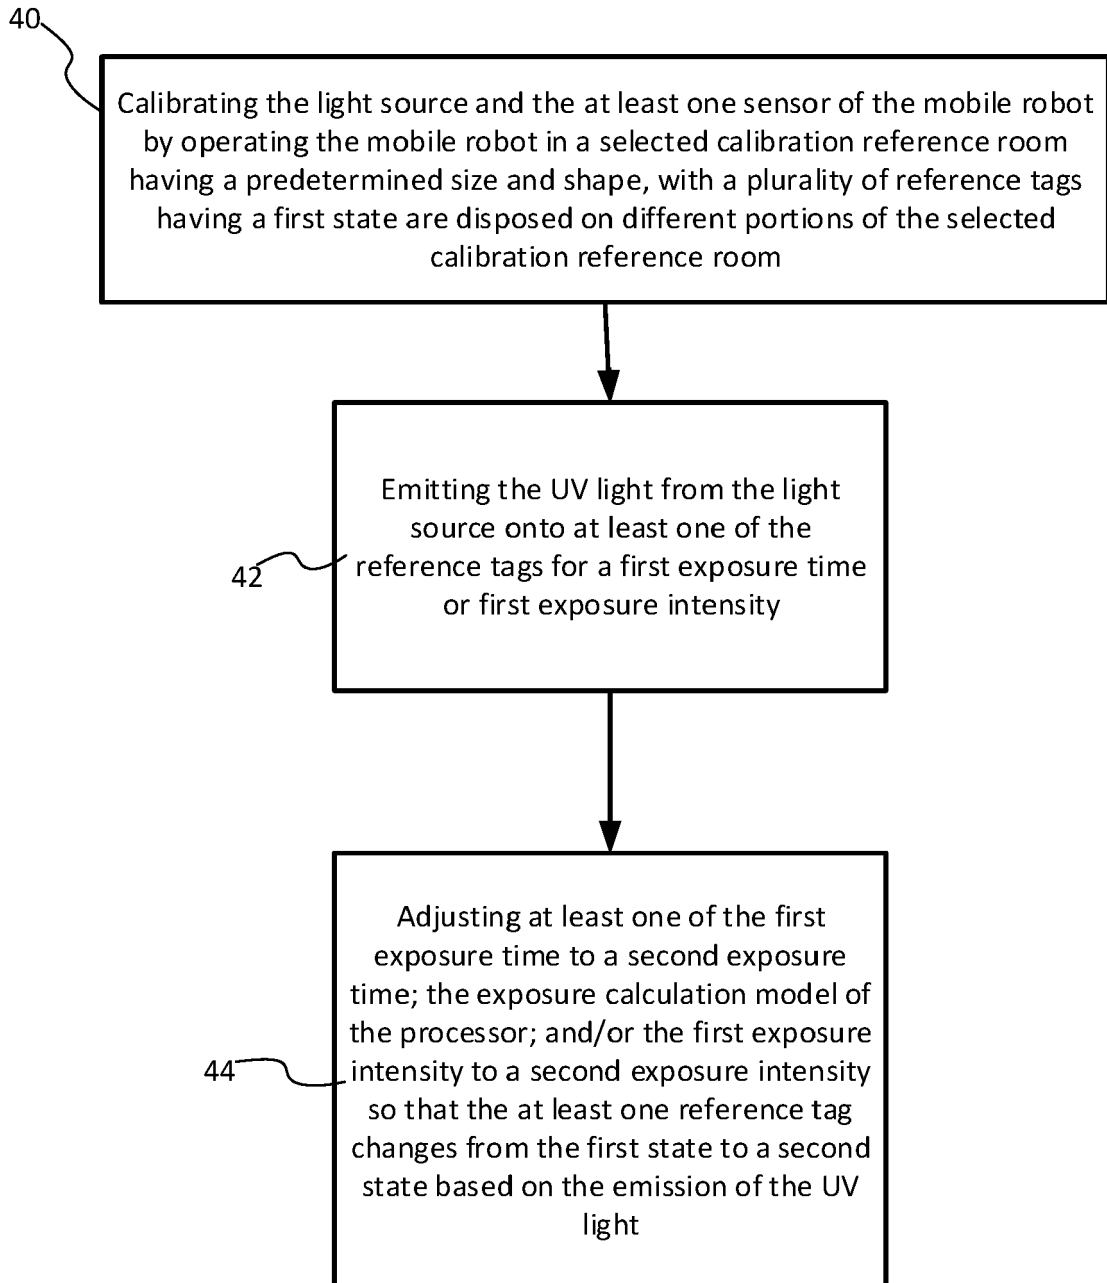 40
Calibrating the light source and the at least one sensor of the mobile robot
by operating the mobile robot in a selected calibration reference room
having a predetermined size and shape, with a plurality of reference tags
having a first state are disposed on different portions of the selected
calibration reference room
Emitting the UV light from the light
source onto at least one of the
reference tags for a first exposure time
or first exposure intensity
42
Adjusting at least one of the first
exposure time to a second exposure
time; the exposure calculation model of
the processor; and/or the first exposure
intensity to a second exposure intensity
so that the at least one reference tag
changes from the first state to a second
state based on the emission of the UV
light
44